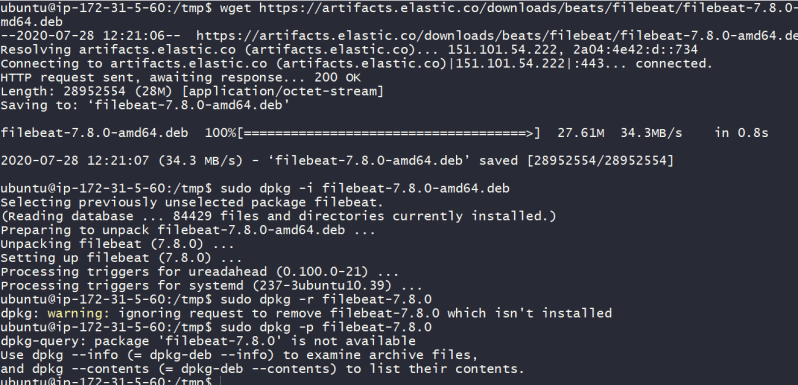 ubuntu@ip-172-31-5-60:/tmp$ wget https://artifacts.elastic.co/downloads/beats/filebeat/filebeat-7.8.0-
md64.deb
--2020-07-28 12:21:06--  https://artifacts.elastic.co/downloads/beats/filebeat/filebeat-7.8.0-amd64.de
Resolving artifacts.elastic.co (artifacts.elastic.co)... 151.101.54.222, 2a04:4e42:d::734
Connecting to artifacts.elastic.co (artifacts.elastic.co)|151.101.54.222|:443... connected.
HTTP request sent, awaiting response... 200 OK
Length: 28952554 (28M) [application/octet-stream]
Saving to: ‘filebeat-7.8.0-amd64.deb’
filebeat-7.8.0-amd64.deb  100%[=====================================>]  27.61M  34.3MB/s    in 0.8s
2020-07-28 12:21:07 (34.3 MB/s) - ‘filebeat-7.8.0-amd64.deb’ saved [28952554/28952554]
ubuntu@ip-172-31-5-60:/tmp$ sudo dpkg -i filebeat-7.8.0-amd64.deb
Selecting previously unselected package filebeat.
(Reading database ... 84429 files and directories currently installed.)
Preparing to unpack filebeat-7.8.0-amd64.deb ...
Unpacking filebeat (7.8.0) ...
Setting up filebeat (7.8.0) ...
Processing triggers for ureadahead (0.100.0-21) ...
Processing triggers for systemd (237-3ubuntu10.39) ...
ubuntu@ip-172-31-5-60:/tmp$ sudo dpkg -r filebeat-7.8.0
dpkg: warning: ignoring request to remove filebeat-7.8.0 which isn't installed
ubuntu@ip-172-31-5-60:/tmp$ sudo dpkg -p filebeat-7.8.0
dpkg-query: package 'filebeat-7.8.0' is not available
Use dpkg --info (= dpkg-deb --info) to examine archive files,
and dpkg --contents (= dpkg-deb --contents) to list their contents.
ubuntu@ip-172-31-5-60:/tmp$